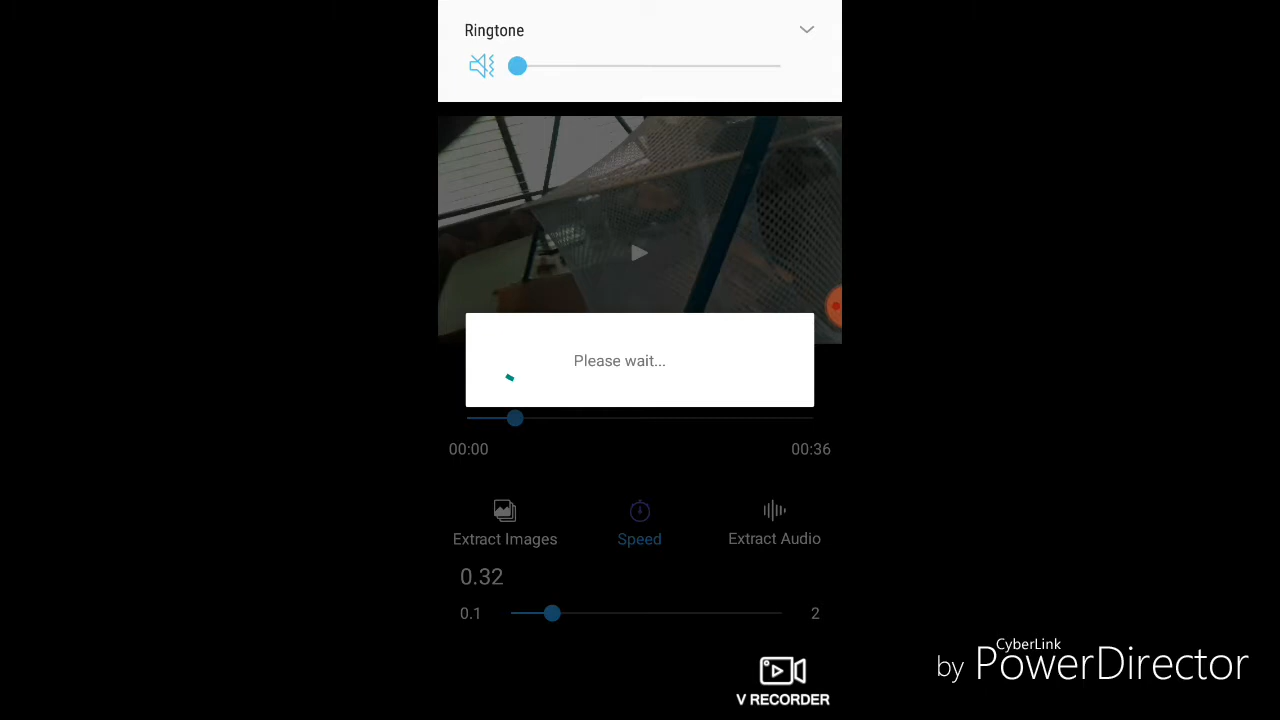 Ringtone
Please wait...
00:00
00:36
Extract Images
Speed
Extract Audio
0.32
0.1
2
CyberLink
by PowerDirector
V RECORDER